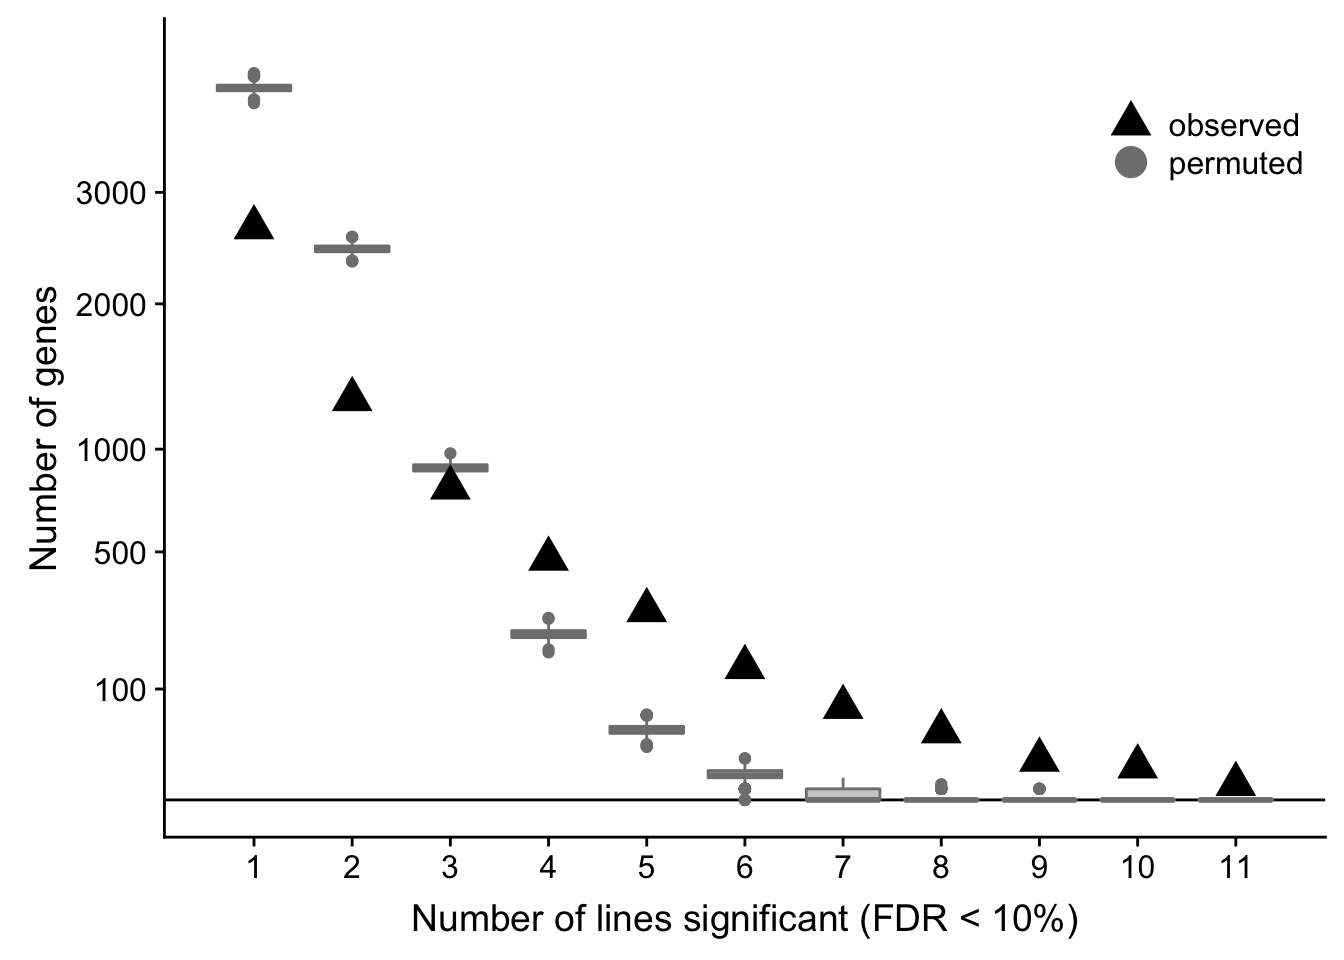 observed
permuted
Number of genes
3000
2000
1000
500
100
1 2 3 4 5 6 7 8 9 10 11
Number of lines significant (FDR < 10%)